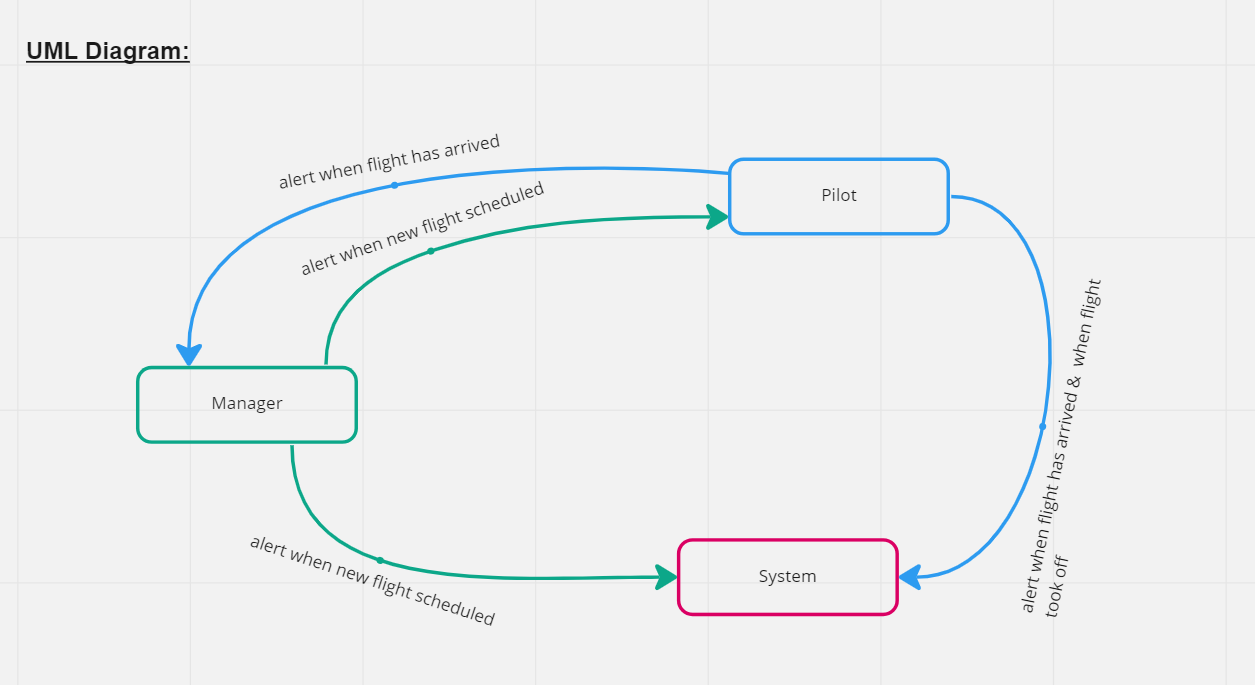 UML Diagram:
alert when flight has arrived
alert when new flight scheduled
Pilot
Manager
alert when flight has arrived & when flight
took off
alert when new flight scheduled
System